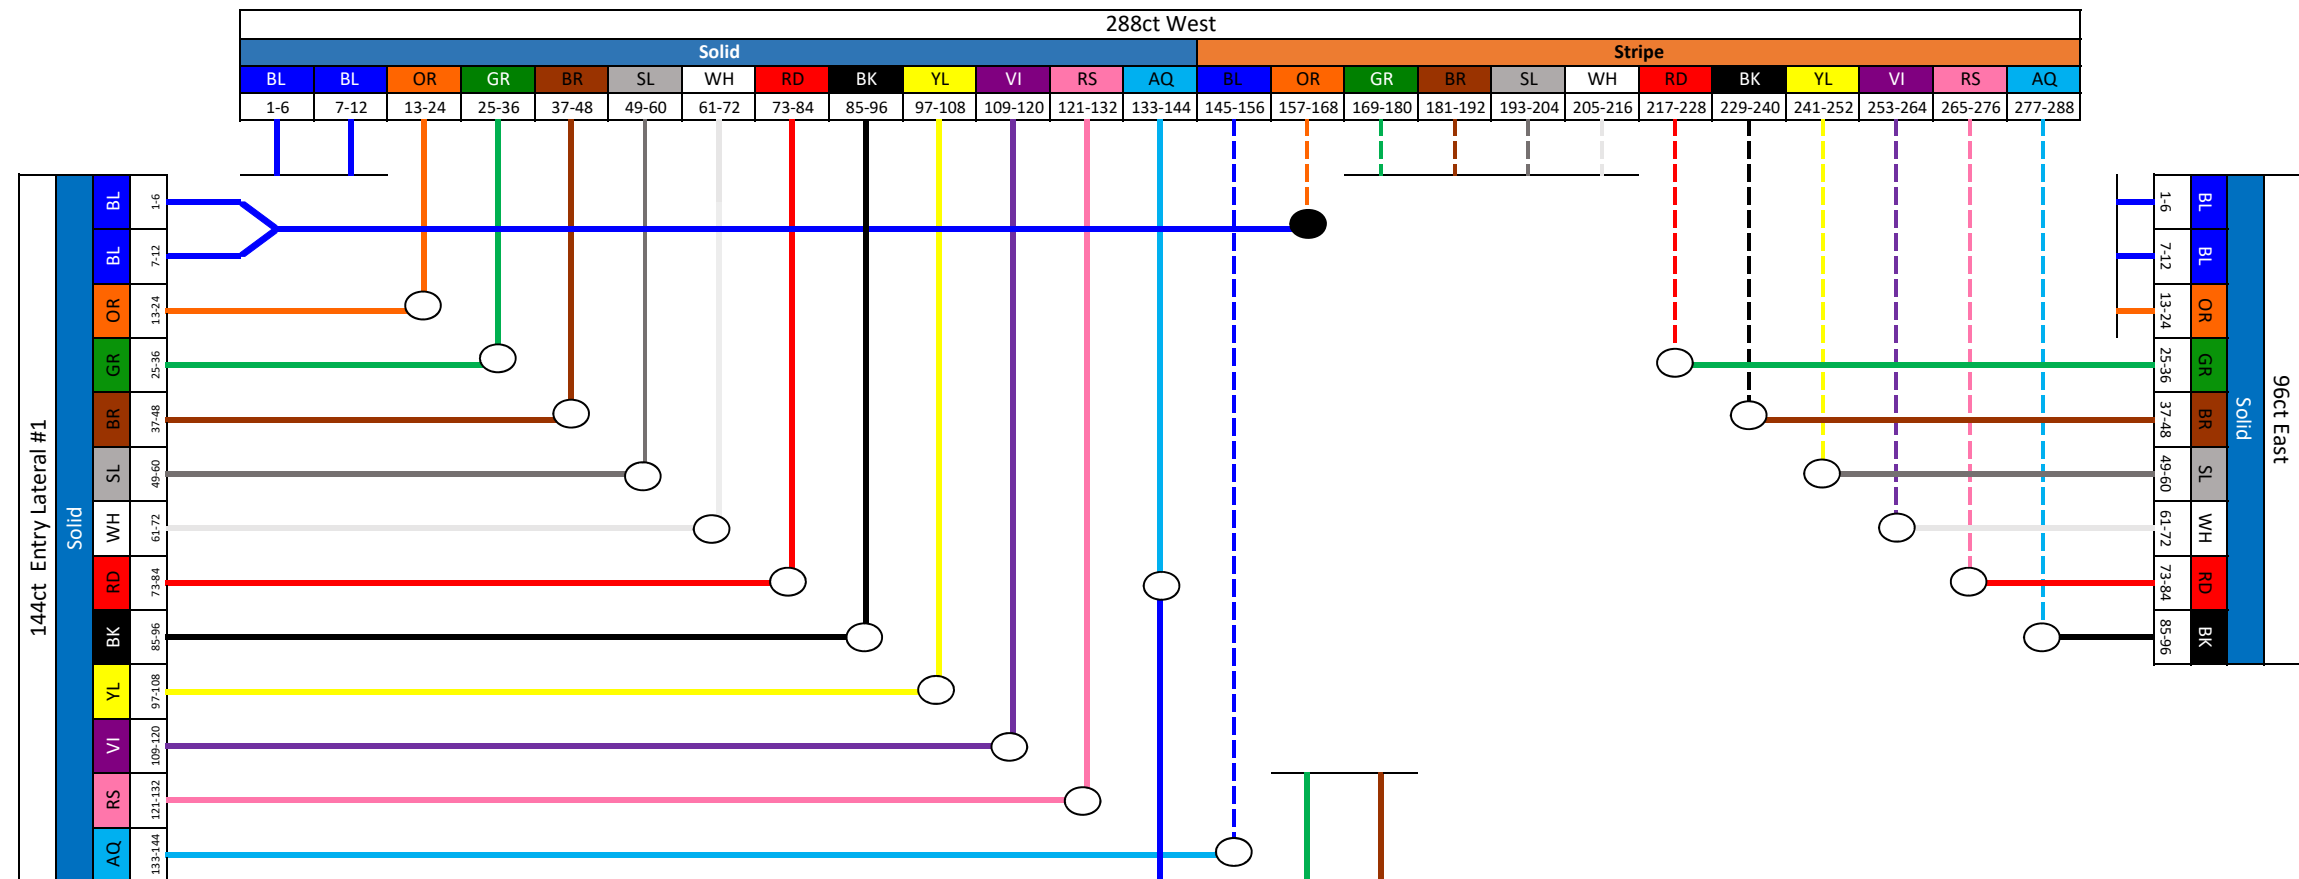 288ct West
Solid Stripe
BL BL OR GR BR SL WH RD BK YL VI RS AQ BL OR GR BR SL WH RD BK YL VI RS AQ
1-6 7-12 13-24 25-36 37-48 49-60 61-72 73-84 85-96 97-108 109-120 121-132 133-144 145-156 157-168 169-180 181-192 193-204 205-216 217-228 229-240 241-252 253-264 265-276 277-288
144ct Entry Lateral #1
Solid
BL 1-6
BL 7-12
OR 13-24
GR 25-36
BR 37-48
SL 49-60
WH 61-72
RD 73-84
BK 85-96
YL 97-108
VI 109-120
RS 121-132
AQ 133-144
1-6 BL
7-12 BL
13-24 OR
25-36 GR
37-48 BR
49-60 SL
61-72 WH
73-84 RD
85-96 BK
Solid
96ct East